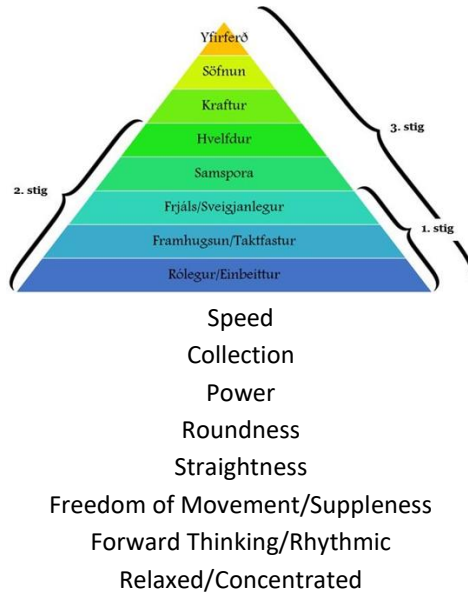 Yfirferð
Söfnun
Kraftur
Hvelfdur
3. stig
Samspora
2. stig
Frjáls/Sveigjanlegur
1. stig
Framhugsun/Taktfastur
Rólegur/Einbeittur
Speed
Collection
Power
Roundness
Straightness
Freedom of Movement/Suppleness
Forward Thinking/Rhythmic
Relaxed/Concentrated